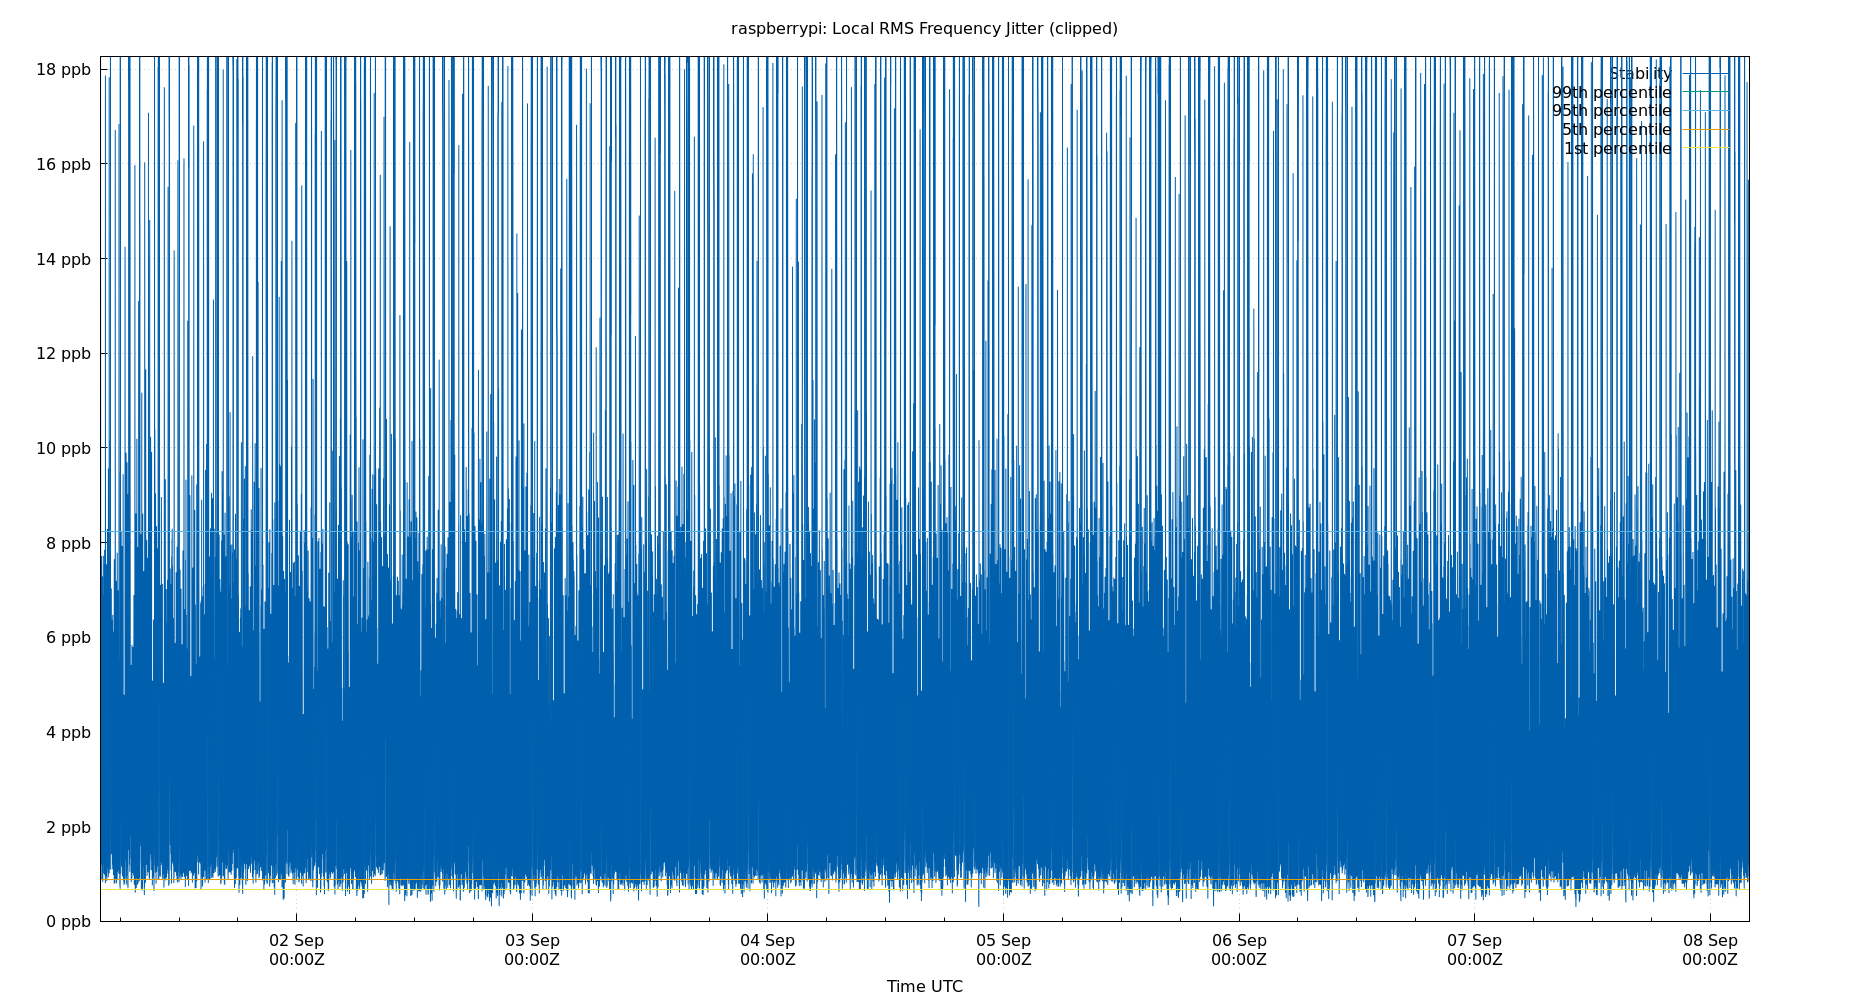 raspberrypi: Local RMS Frequency Jitter (clipped)
18 ppb
16 ppb
14 ppb
12 ppb
10 ppb
8 ppb
6 ppb
4 ppb
2 ppb
0 ppb
Stability
99th percentile
95th percentile
5th percentile
1st percentile
02 Sep
00:00Z
03 Sep
00:00Z
04 Sep
00:00Z
05 Sep
00:00Z
06 Sep
00:00Z
07 Sep
00:00Z
08 Sep
00:00Z
Time UTC